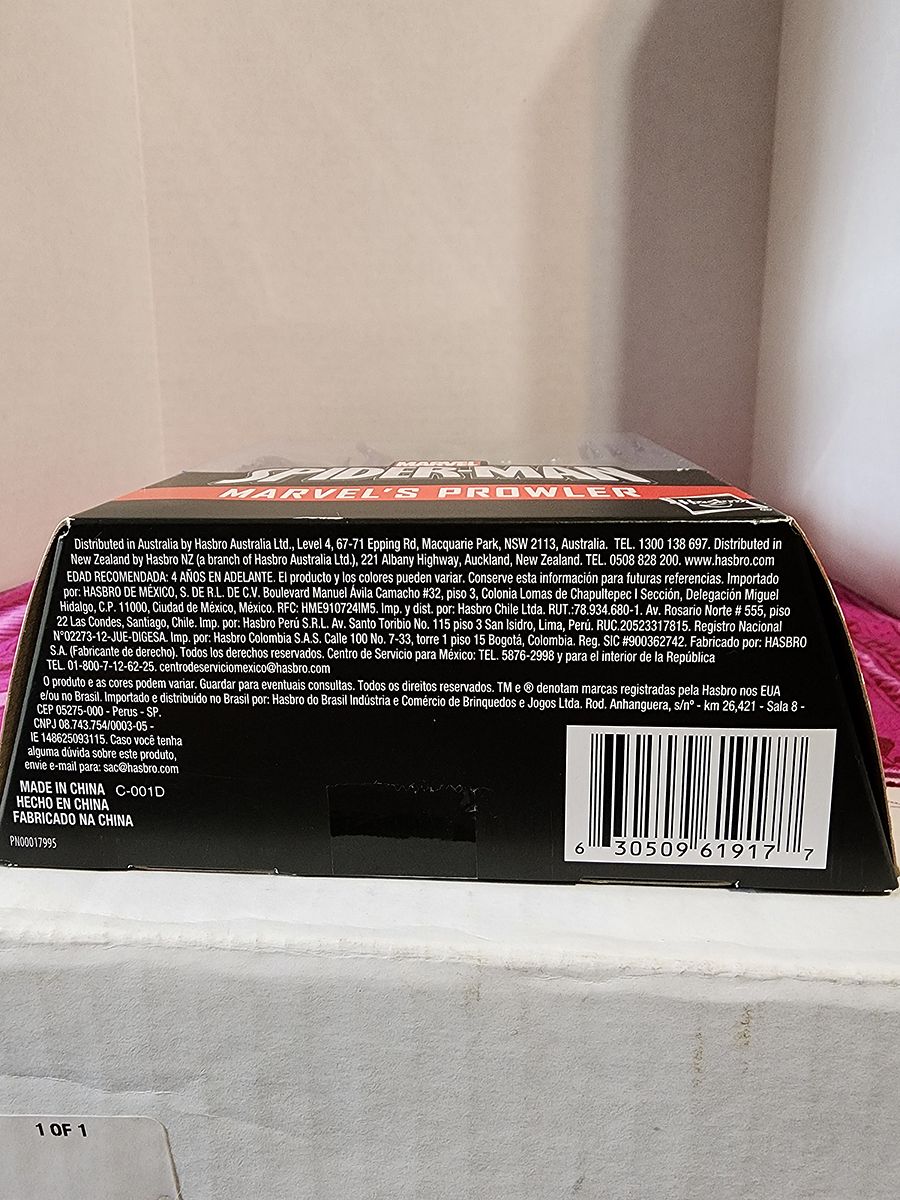 MARVEL
SPIDER-MAN
MARVEL'S PROWLER
Hasbro
Distributed in Australia by Hasbro Australia Ltd., Level 4, 67-71 Epping Rd, Macquarie Park, NSW 2113, Australia. TEL. 1300 138 697. Distributed in
New Zealand by Hasbro NZ (a branch of Hasbro Australia Ltd.), 221 Albany Highway, Auckland, New Zealand. TEL. 0508 828 200. www.hasbro.com
EDAD RECOMENDADA: 4 AÑOS EN ADELANTE. El producto y los colores pueden variar. Conserve esta información para futuras referencias. Importado
por: HASBRO DE MÉXICO, S. DE R.L. DE C.V. Boulevard Manuel Ávila Camacho #32, piso 3, Colonia Lomas de Chapultepec I Sección, Delegación Miguel
Hidalgo, C.P. 11000, Ciudad de México, México. RFC: HME910724IM5. Imp. y dist. por: Hasbro Chile Ltda. RUT.:78.934.680-1. Av. Rosario Norte # 555, piso
22 Las Condes, Santiago, Chile. Imp. por: Hasbro Perú S.R.L. Av. Santo Toribio No. 115 piso 3 San Isidro, Lima, Perú. RUC.20523317815. Registro Nacional
N°02273-12-JUE-DIGESA. Imp. por: Hasbro Colombia S.A.S. Calle 100 No. 7-33, torre 1 piso 15 Bogotá, Colombia. Reg. SIC #900362742. Fabricado por: HASBRO
S.A. (Fabricante de derecho). Todos los derechos reservados. Centro de Servicio para México: TEL. 5876-2998 y para el interior de la República
TEL. 01-800-7-12-62-25. centrodeserviciomexico@hasbro.com
O produto e as cores podem variar. Guardar para eventuais consultas. Todos os direitos reservados. TM e ® denotam marcas registradas pela Hasbro nos EUA
e/ou no Brasil. Importado e distribuído no Brasil por: Hasbro do Brasil Indústria e Comércio de Brinquedos e Jogos Ltda. Rod. Anhanguera, s/nº - km 26,421 - Sala 8 -
CEP 05275-000 - Perus - SP.
CNPJ 08.743.754/0003-05 -
IE 148625093115. Caso você tenha
alguma dúvida sobre este produto,
envie e-mail para: sac@hasbro.com
MADE IN CHINA C-001D
HECHO EN CHINA
FABRICADO NA CHINA
PN00017995
6 30509 61917 7
1 OF 1